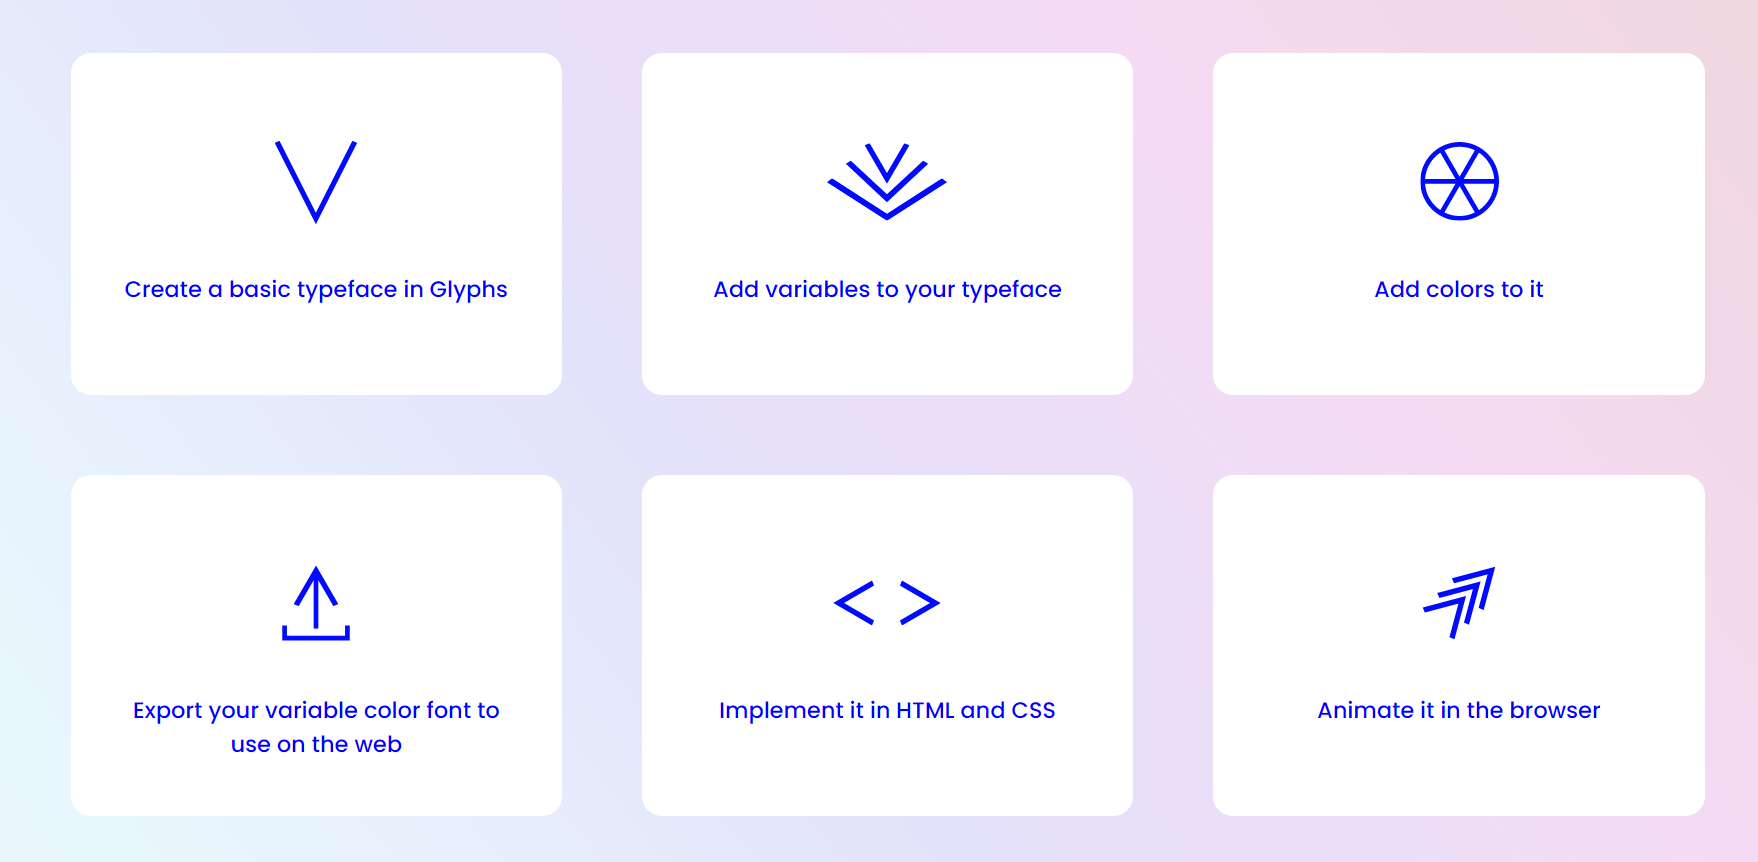 Create a basic typeface in Glyphs
Add variables to your typeface
Add colors to it
Export your variable color font to
use on the web
Implement it in HTML and CSS
Animate it in the browser